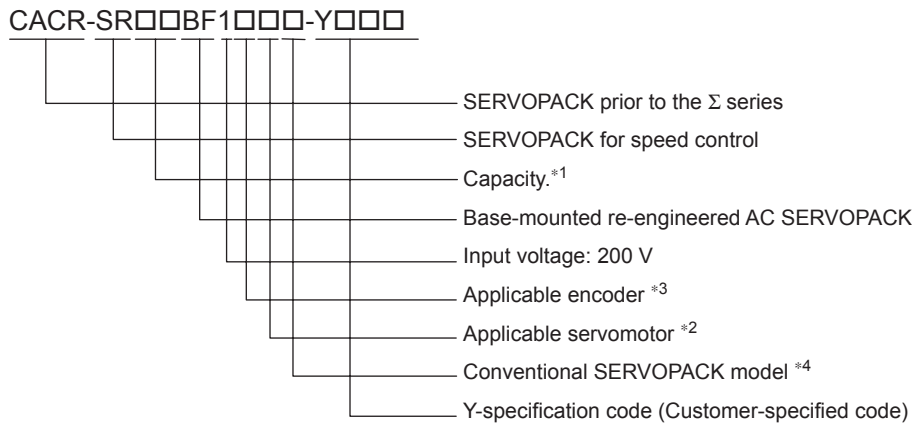 CACR-SR□□BF1□□□-Y□□□
SERVOPACK prior to the Σ series
SERVOPACK for speed control
Capacity.*1
Base-mounted re-engineered AC SERVOPACK
Input voltage: 200 V
Applicable encoder *3
Applicable servomotor *2
Conventional SERVOPACK model *4
Y-specification code (Customer-specified code)